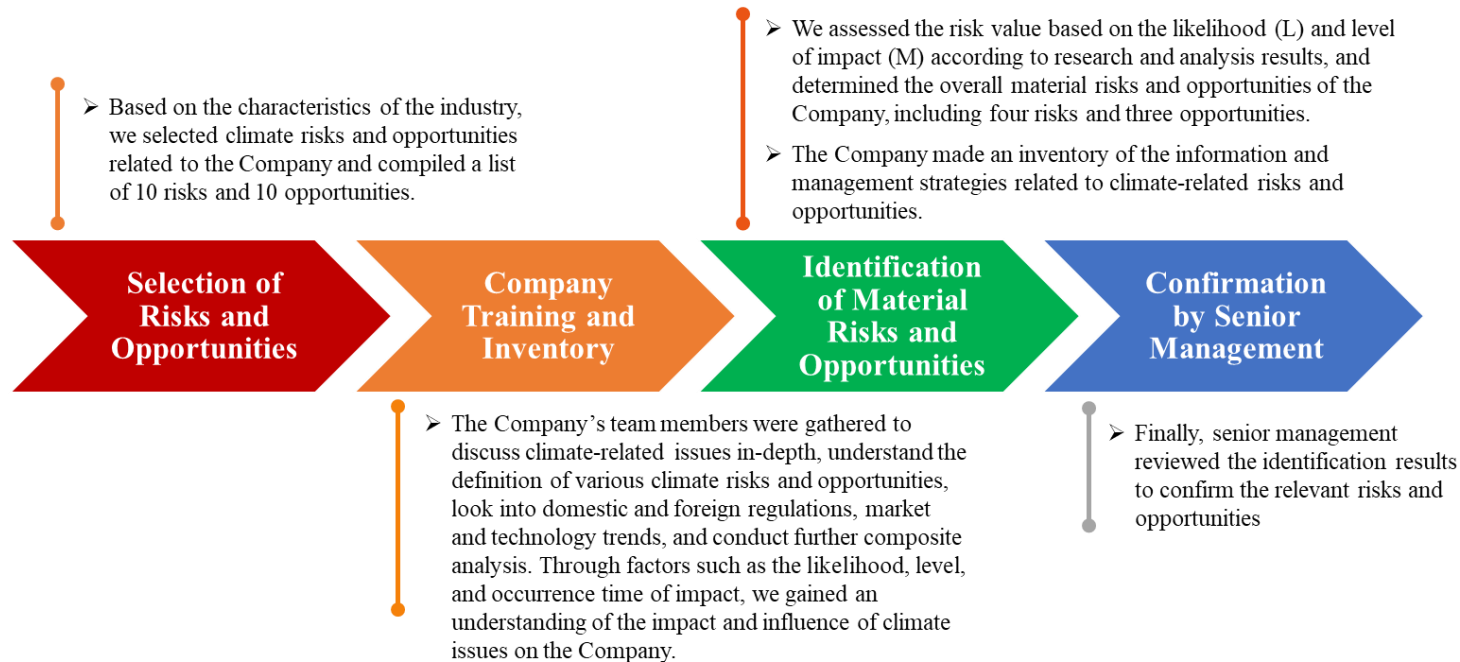 ➢ Based on the characteristics of the industry,
we selected climate risks and opportunities
related to the Company and compiled a list
of 10 risks and 10 opportunities.
➢ We assessed the risk value based on the likelihood (L) and level
of impact (M) according to research and analysis results, and
determined the overall material risks and opportunities of the
Company, including four risks and three opportunities.
➢ The Company made an inventory of the information and
management strategies related to climate-related risks and
opportunities.
Selection of
Risks and
Opportunities
Company
Training and
Inventory
Identification
of Material
Risks and
Opportunities
Confirmation
by Senior
Management
➢ The Company’s team members were gathered to
discuss climate-related issues in-depth, understand the
definition of various climate risks and opportunities,
look into domestic and foreign regulations, market
and technology trends, and conduct further composite
analysis. Through factors such as the likelihood, level,
and occurrence time of impact, we gained an
understanding of the impact and influence of climate
issues on the Company.
➢ Finally, senior management
reviewed the identification results
to confirm the relevant risks and
opportunities